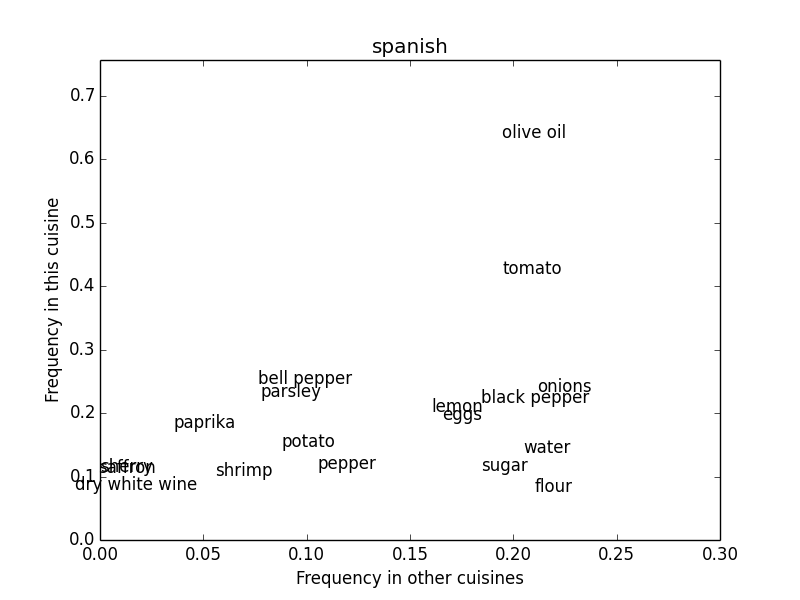 spanish
0.7
olive oil
0.6
0.5
tomato
0.4
0.3
bell pepper
onions
parsley
black pepper
lemon
0.2
eggs
paprika
potato
water
sherry
saffron
shrimp
pepper
sugar
0.1
dry white wine
flour
0.0
0.00 0.05 0.10 0.15 0.20 0.25 0.30
Frequency in other cuisines
Frequency in this cuisine